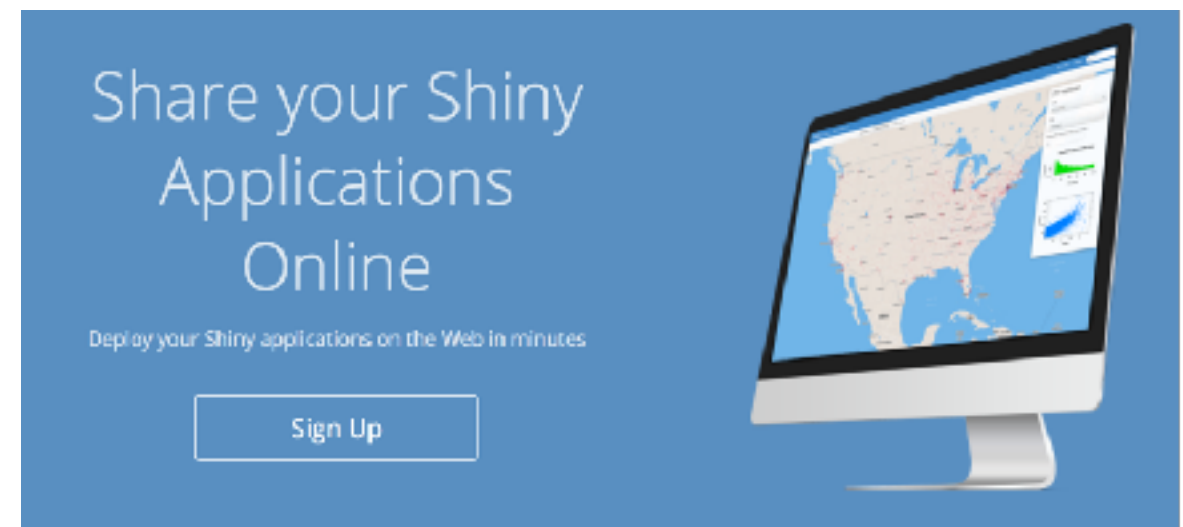 Share your Shiny
Applications
Online
Deploy your Shiny applications on the Web in minutes
Sign Up